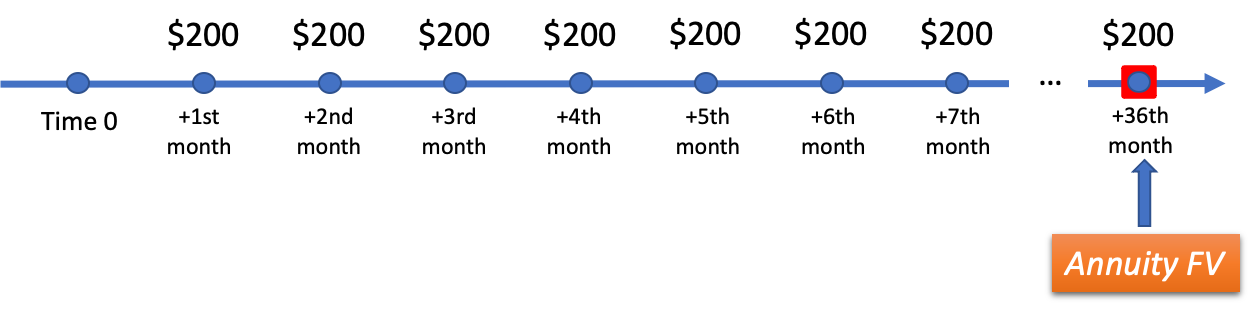 $200 $200 $200 $200 $200 $200 $200 $200
...
Time 0 +1st +2nd +3rd +4th +5th +6th +7th +36th
month month month month month month month month
Annuity FV